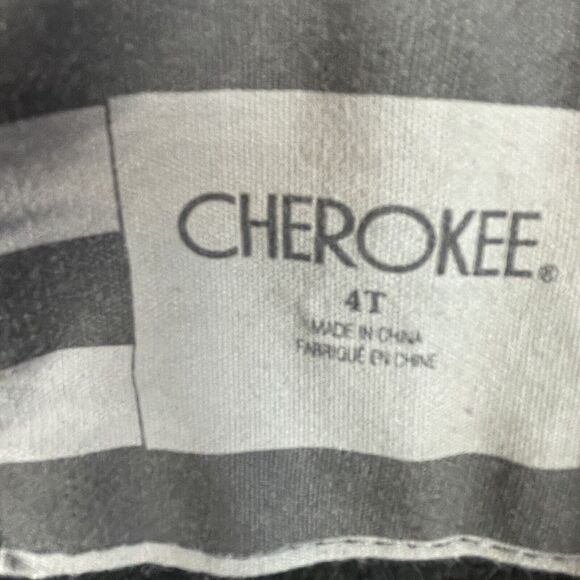 CHEROKEE®
4T
MADE IN CHINA
FABRIQUÉ EN CHINE